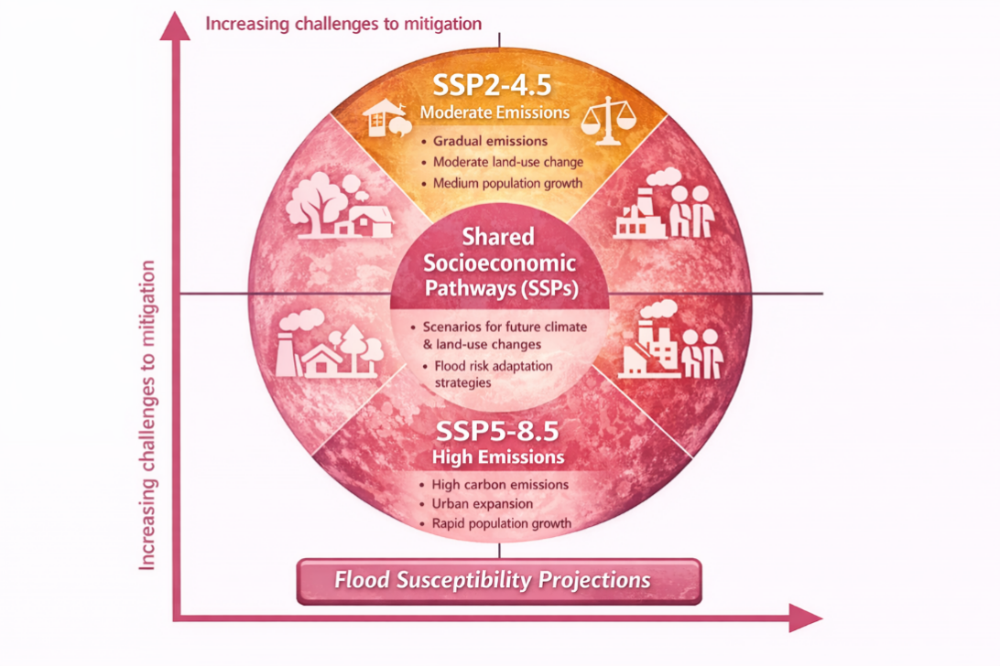 Increasing challenges to mitigation
SSP2-4.5
Moderate Emissions
• Gradual emissions
• Moderate land-use change
• Medium population growth
Shared
Socioeconomic
Pathways (SSPs)
• Scenarios for future climate
& land-use changes
• Flood risk adaptation
strategies
SSP5-8.5
High Emissions
• High carbon emissions
• Urban expansion
• Rapid population growth
Flood Susceptibility Projections
Increasing challenges to mitigation